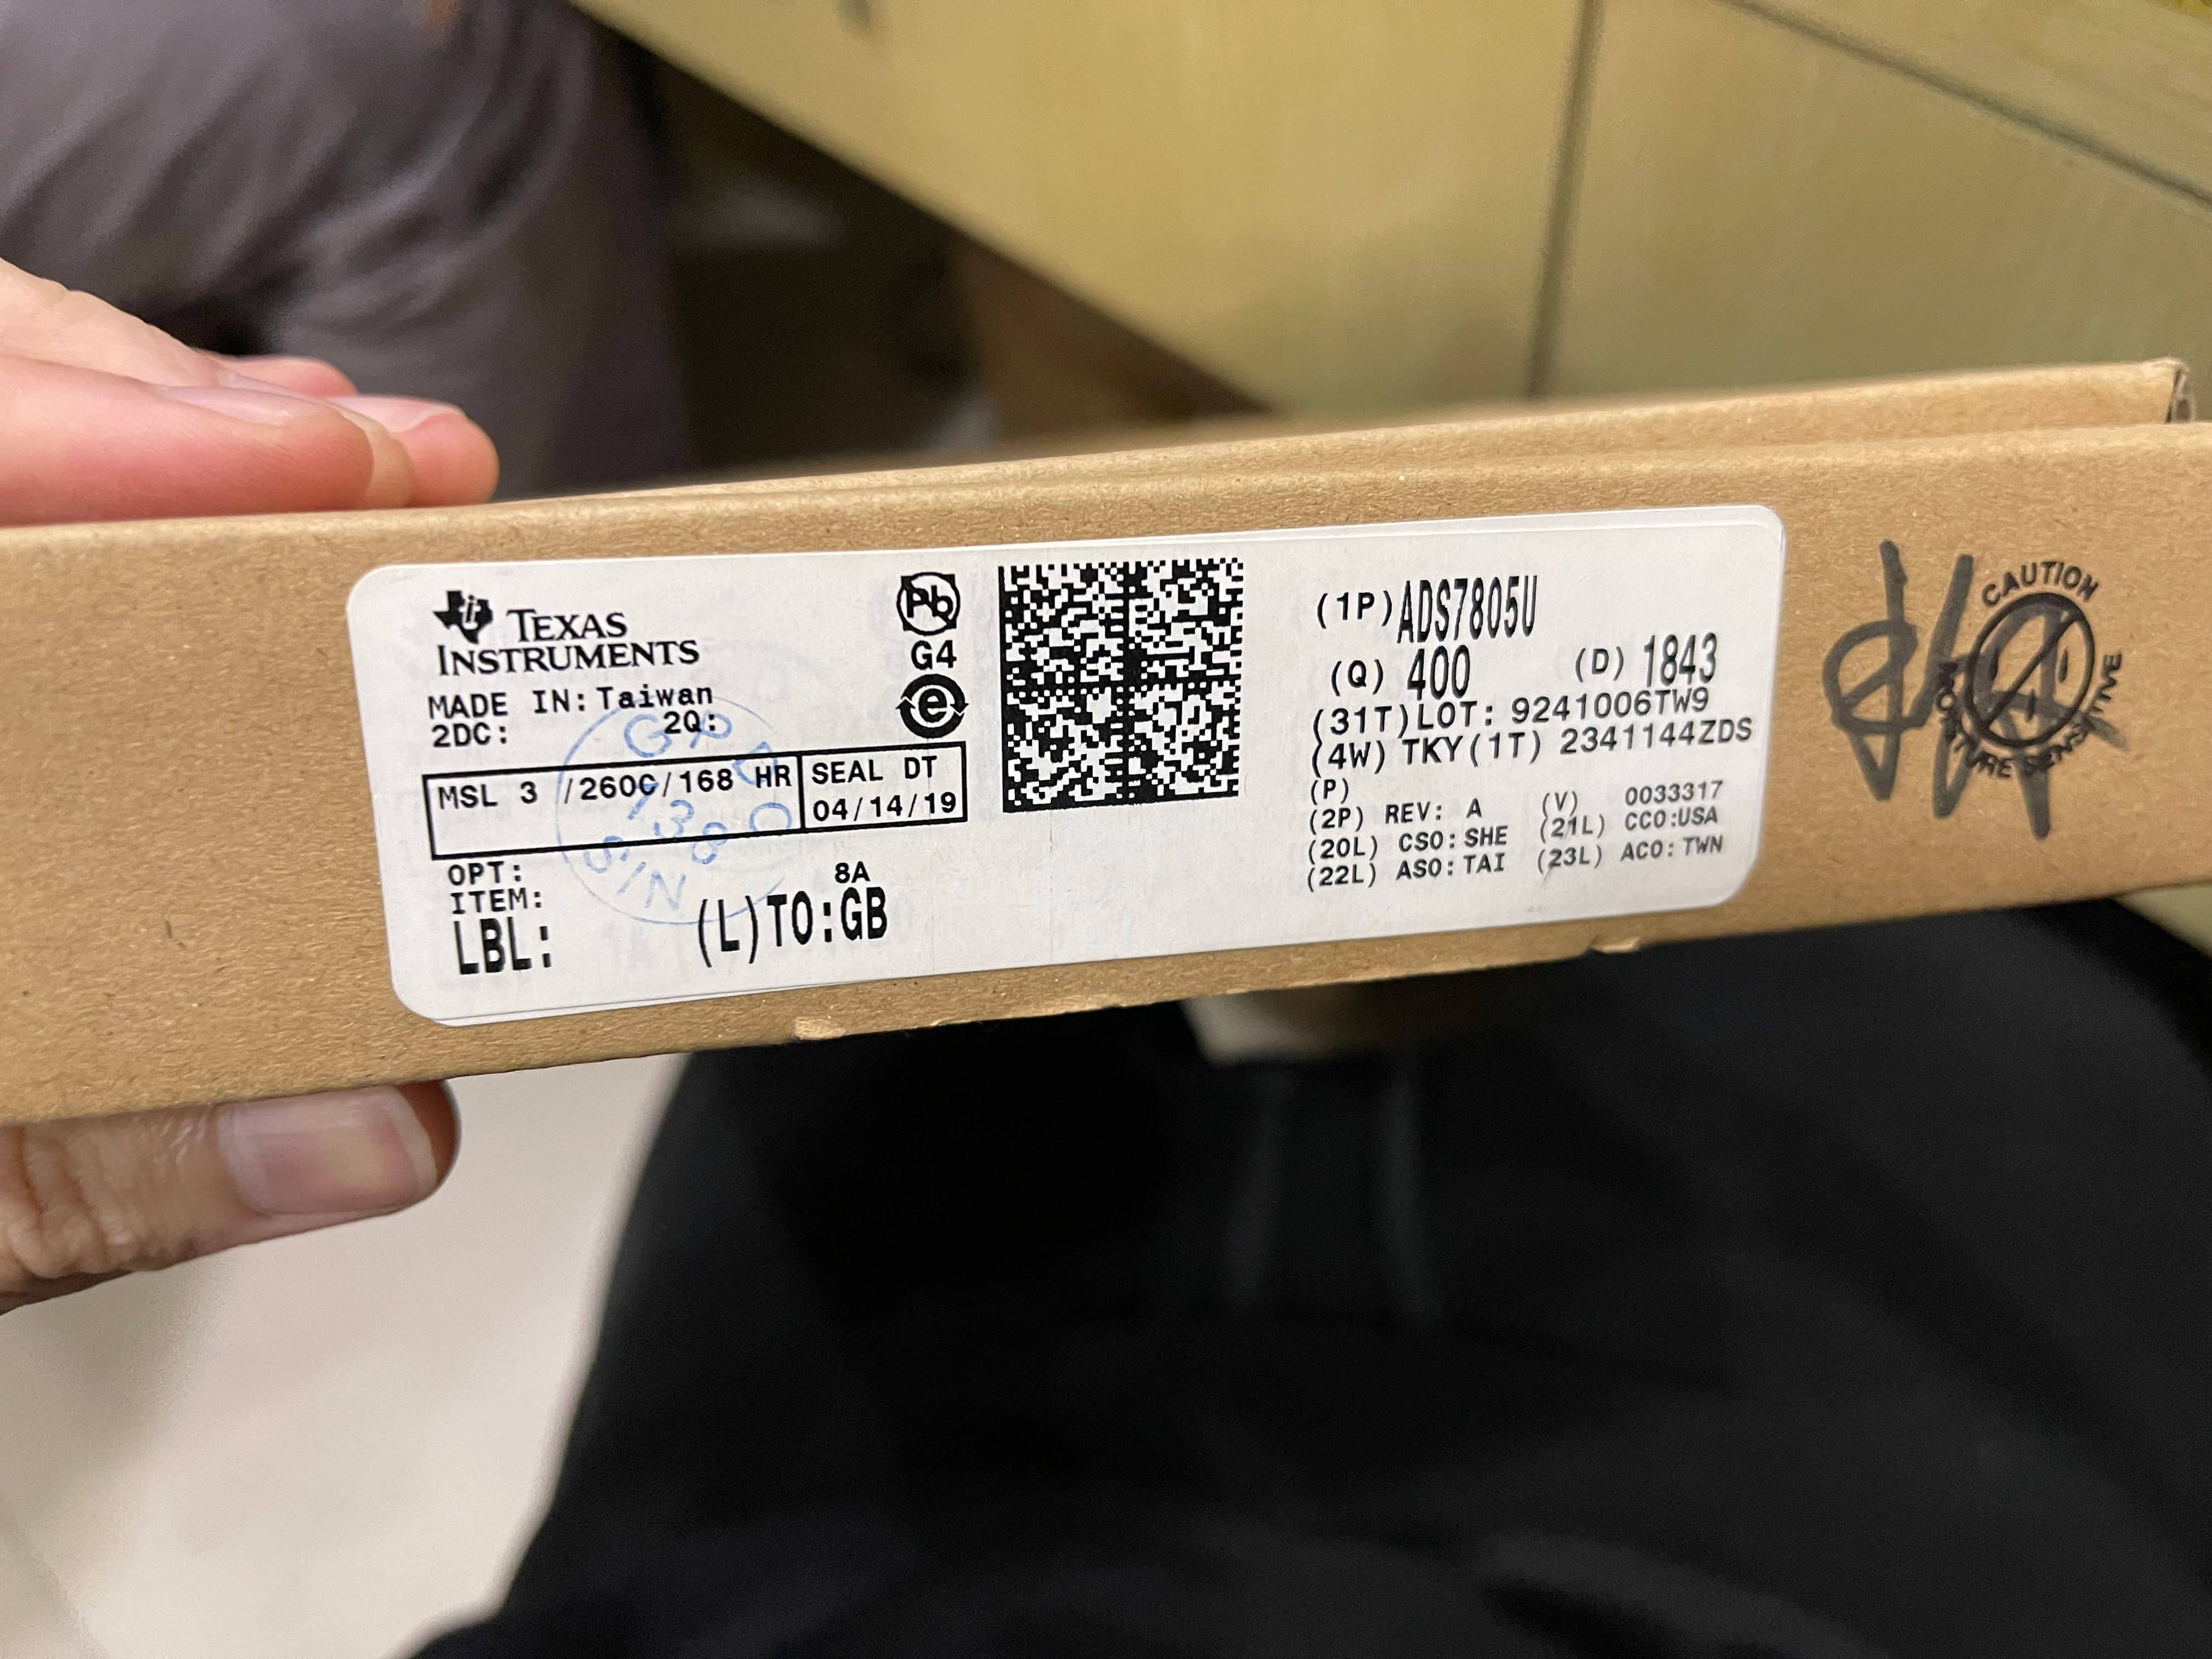 TEXAS
INSTRUMENTS
MADE IN: Taiwan
2DC: 2Q:
MSL 3 /260C/168 HR
SEAL DT
04/14/19
OPT:
ITEM: 8A
LBL: (L)TO:GB
Pb
G4
e
(1P)ADS7805U
(Q) 400 (D) 1843
(31T)LOT: 9241006TW9
(4W) TKY(1T) 2341144ZDS
(P)
(2P) REV: A (V) 0033317
(20L) CSO:SHE (21L) CCO:USA
(22L) ASO:TAI (23L) ACO:TWN
SIN
CAUTION
MOISTURE SENSITIVE